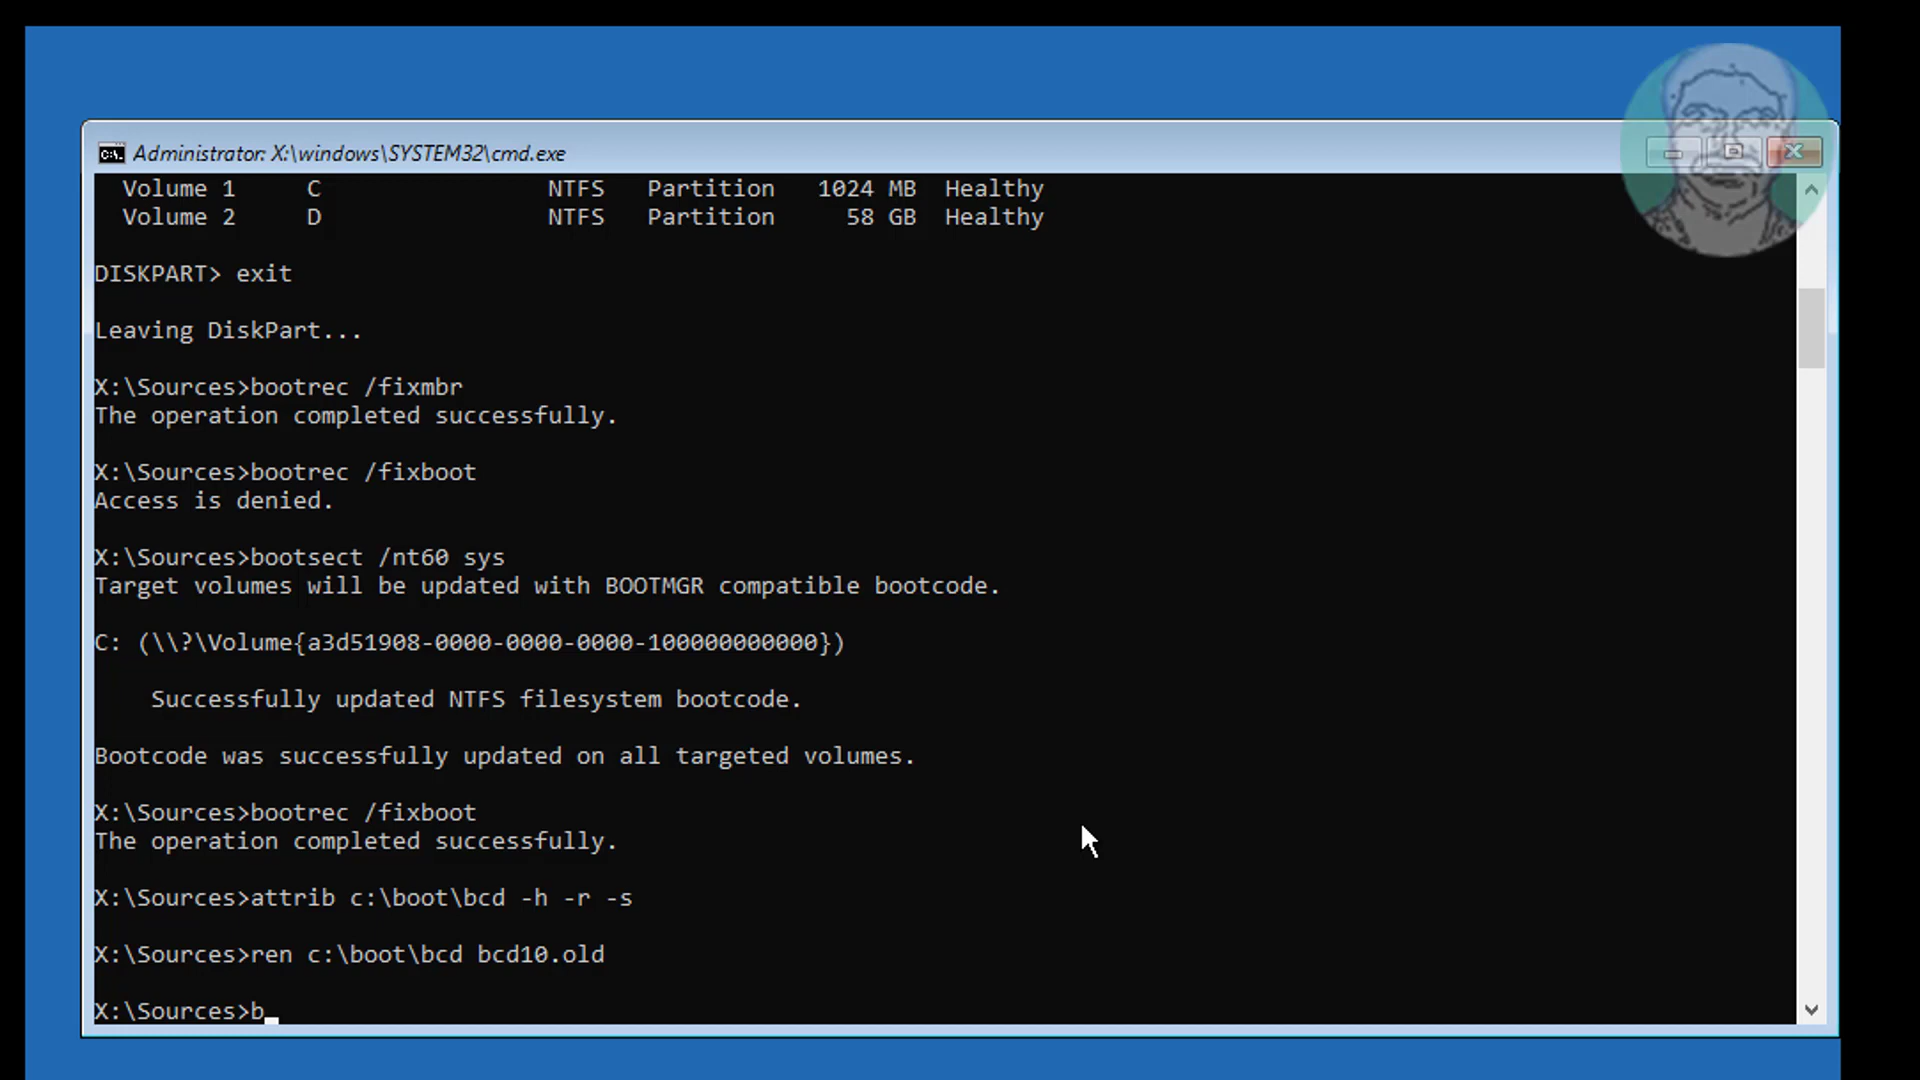 Administrator: X:\windows\SYSTEM32\cmd.exe
Volume 1 C NTFS Partition 1024 MB Healthy
Volume 2 D NTFS Partition 58 GB Healthy
DISKPART> exit
Leaving DiskPart...
X:\Sources>bootrec /fixmbr
The operation completed successfully.
X:\Sources>bootrec /fixboot
Access is denied.
X:\Sources>bootsect /nt60 sys
Target volumes will be updated with BOOTMGR compatible bootcode.
C: (\\?\Volume{a3d51908-0000-0000-0000-100000000000})
Successfully updated NTFS filesystem bootcode.
Bootcode was successfully updated on all targeted volumes.
X:\Sources>bootrec /fixboot
The operation completed successfully.
X:\Sources>attrib c:\boot\bcd -h -r -s
X:\Sources>ren c:\boot\bcd bcd10.old
X:\Sources>b_